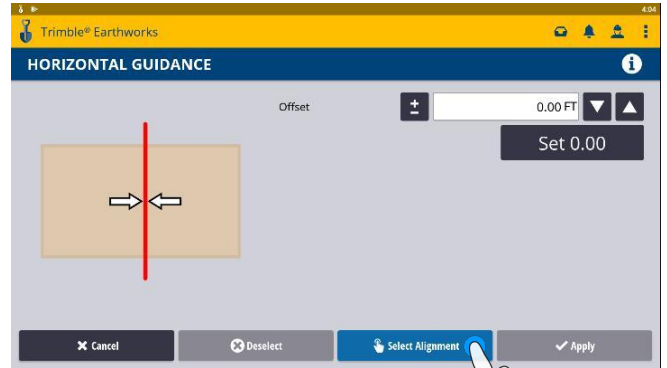 4:04
Trimble® Earthworks
HORIZONTAL GUIDANCE
Offset ± 0.00 FT
Set 0.00
Cancel Deselect Select Alignment Apply